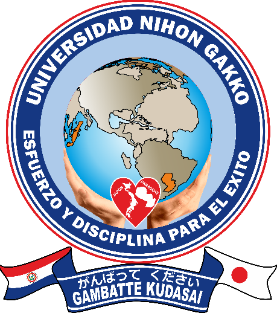 UNIVERSIDAD NIHON GAKKO
ESFUERZO Y DISCIPLINA PARA EL EXITO
がんばって ください
GAMBATTE KUDASAI